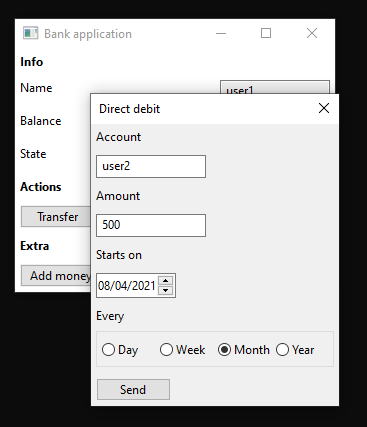 Bank application
Info
Name
user1
Balance
State
Actions
Transfer
Extra
Add money
Direct debit
Account
user2
Amount
500
Starts on
08/04/2021
Every
Day Week Month Year
Send